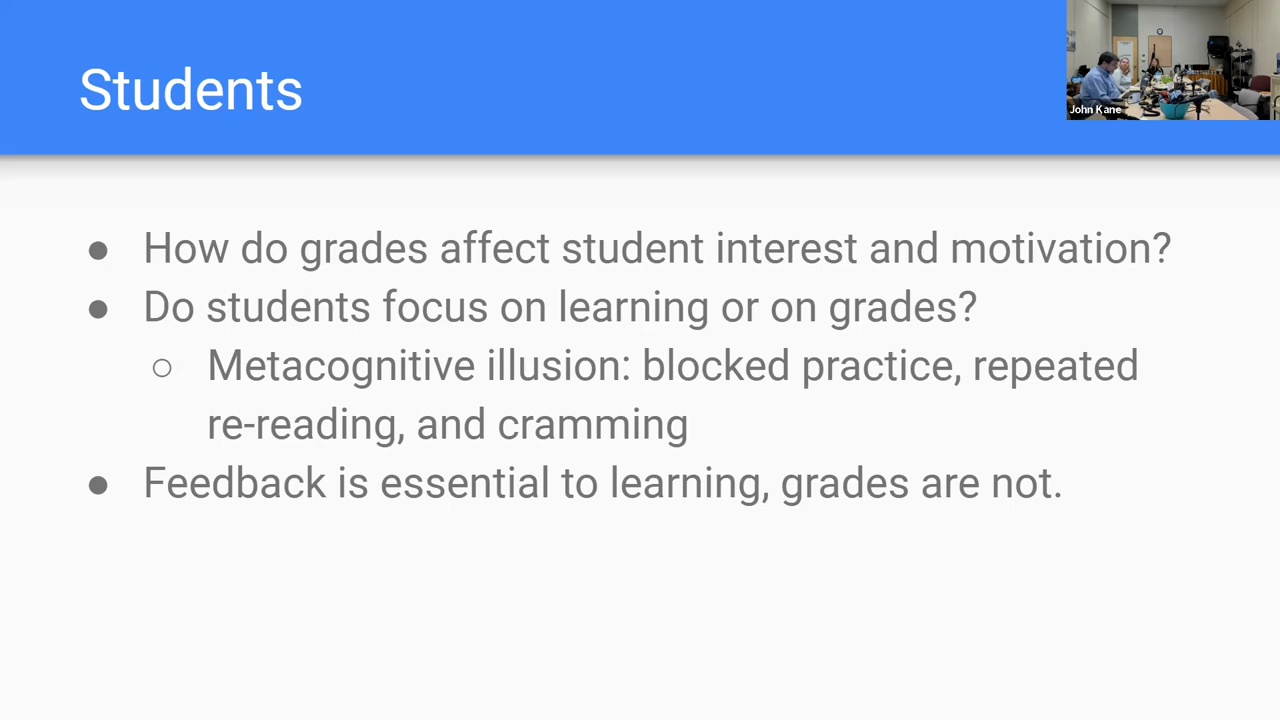 Students
John Kane
● How do grades affect student interest and motivation?
● Do students focus on learning or on grades?
○ Metacognitive illusion: blocked practice, repeated
re-reading, and cramming
● Feedback is essential to learning, grades are not.